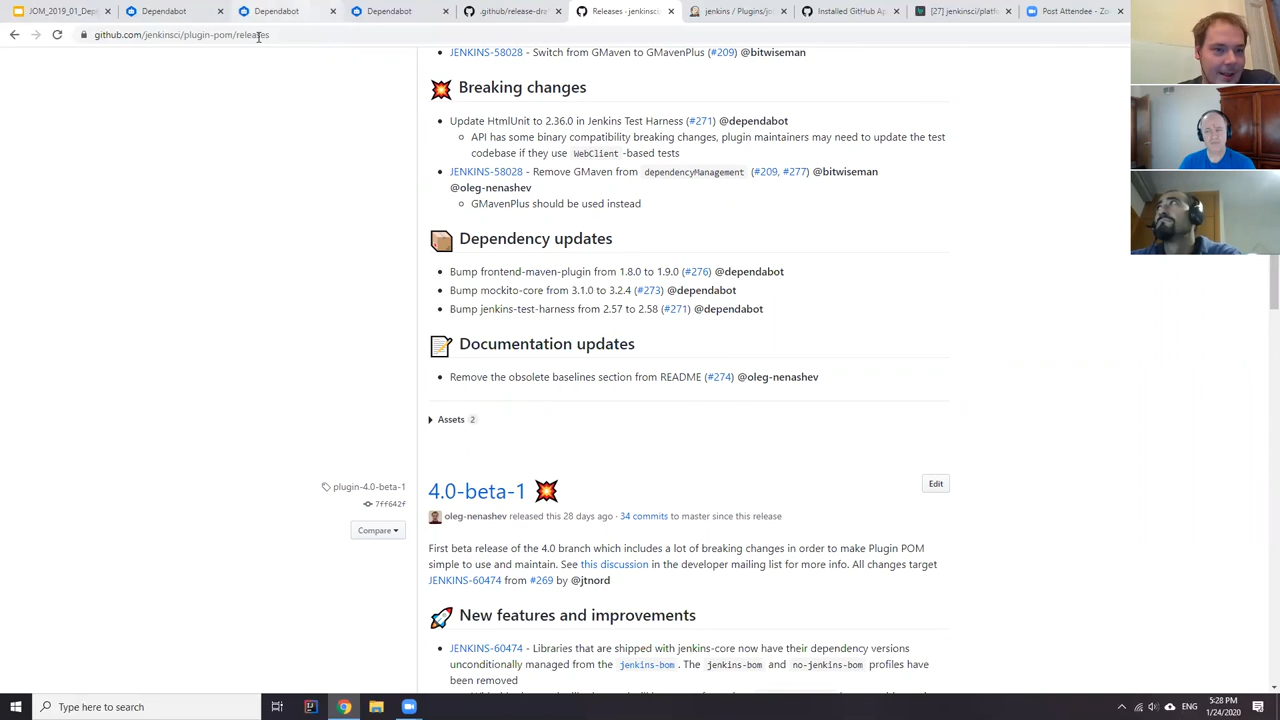 JOM_2019_01_Dep
Dependabot
Dependabot
Dependabot
.github/release-dra
Releases · jenkinsci
jenkins / Plugins/
Installed GitHub Ap
[27] jenkinsci/platf
Post Attendee - Zo
github.com/jenkinsci/plugin-pom/releases
JENKINS-58028 - Switch from GMaven to GMavenPlus (#209) @bitwiseman
Breaking changes
Update HtmlUnit to 2.36.0 in Jenkins Test Harness (#271) @dependabot
API has some binary compatibility breaking changes, plugin maintainers may need to update the test
codebase if they use WebClient -based tests
JENKINS-58028 - Remove GMaven from dependencyManagement (#209, #277) @bitwiseman
@oleg-nenashev
GMavenPlus should be used instead
Dependency updates
Bump frontend-maven-plugin from 1.8.0 to 1.9.0 (#276) @dependabot
Bump mockito-core from 3.1.0 to 3.2.4 (#273) @dependabot
Bump jenkins-test-harness from 2.57 to 2.58 (#271) @dependabot
Documentation updates
Remove the obsolete baselines section from README (#274) @oleg-nenashev
Assets 2
plugin-4.0-beta-1
7ff642f
Compare
4.0-beta-1
Edit
oleg-nenashev released this 28 days ago · 34 commits to master since this release
First beta release of the 4.0 branch which includes a lot of breaking changes in order to make Plugin POM
simple to use and maintain. See this discussion in the developer mailing list for more info. All changes target
JENKINS-60474 from #269 by @jtnord
New features and improvements
JENKINS-60474 - Libraries that are shipped with jenkins-core now have their dependency versions
unconditionally managed from the jenkins-bom . The jenkins-bom and no-jenkins-bom profiles have
been removed
Type here to search
ENG
5:28 PM
1/24/2020